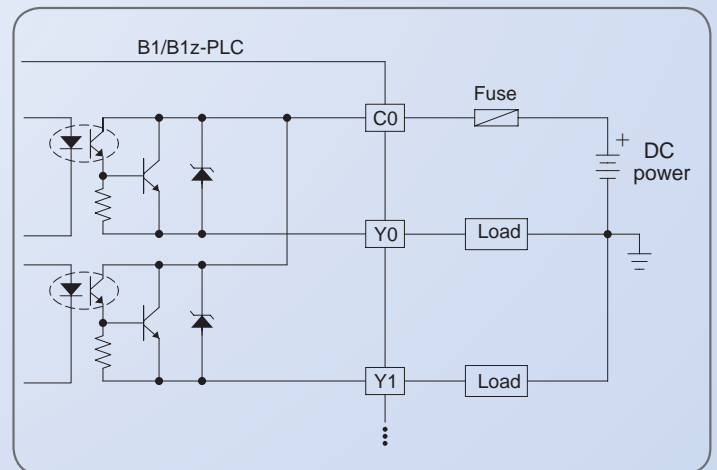 B1/B1z-PLC
Fuse
C0
+
DC
power
Y0
Load
Y1
Load